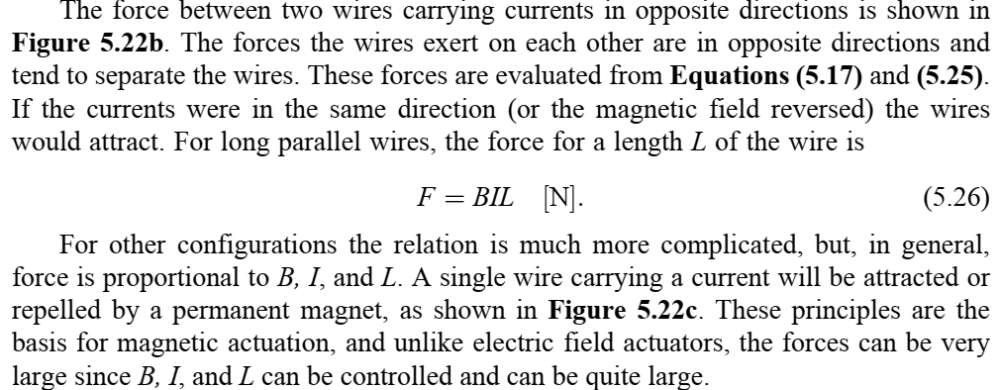 The force between two wires carrying currents in opposite directions is shown in
Figure 5.22b. The forces the wires exert on each other are in opposite directions and
tend to separate the wires. These forces are evaluated from Equations (5.17) and (5.25).
If the currents were in the same direction (or the magnetic field reversed) the wires
would attract. For long parallel wires, the force for a length L of the wire is
F = BIL [N]. (5.26)
For other configurations the relation is much more complicated, but, in general,
force is proportional to B, I, and L. A single wire carrying a current will be attracted or
repelled by a permanent magnet, as shown in Figure 5.22c. These principles are the
basis for magnetic actuation, and unlike electric field actuators, the forces can be very
large since B, I, and L can be controlled and can be quite large.